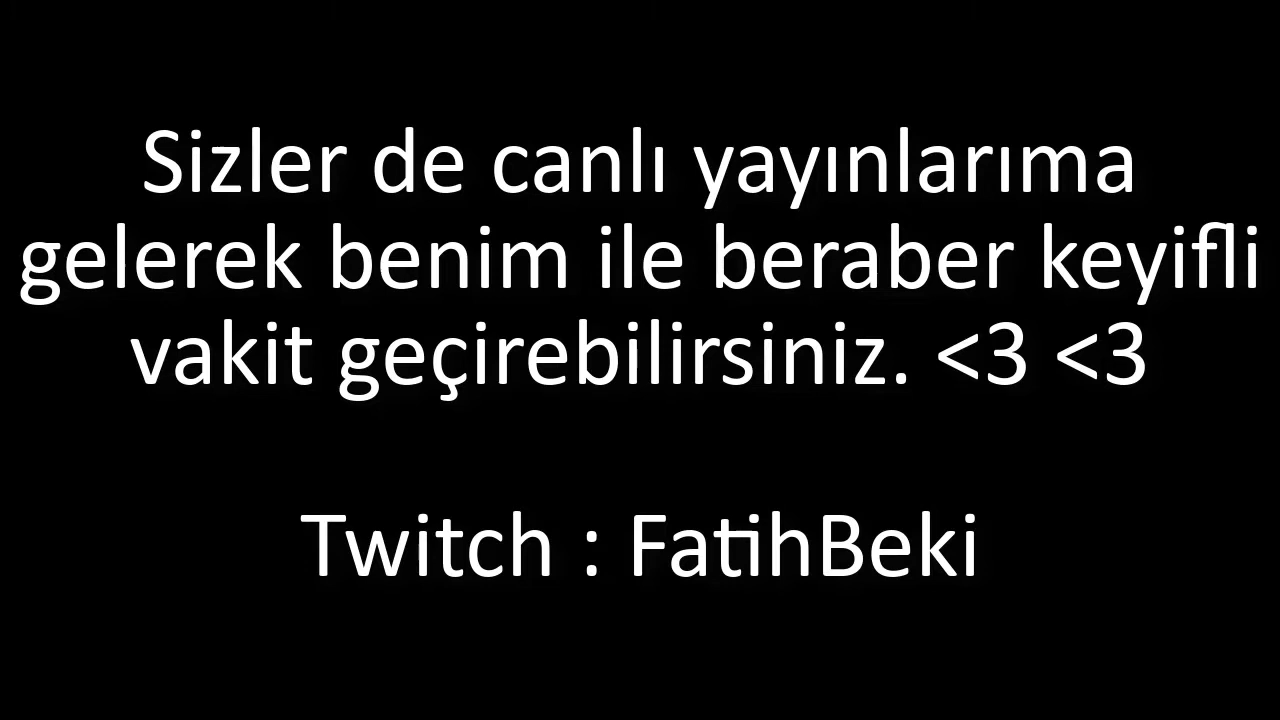 Sizler de canlı yayınlarıma
gelerek benim ile beraber keyifli
vakit geçirebilirsiniz. <3 <3
Twitch : FatihBeki